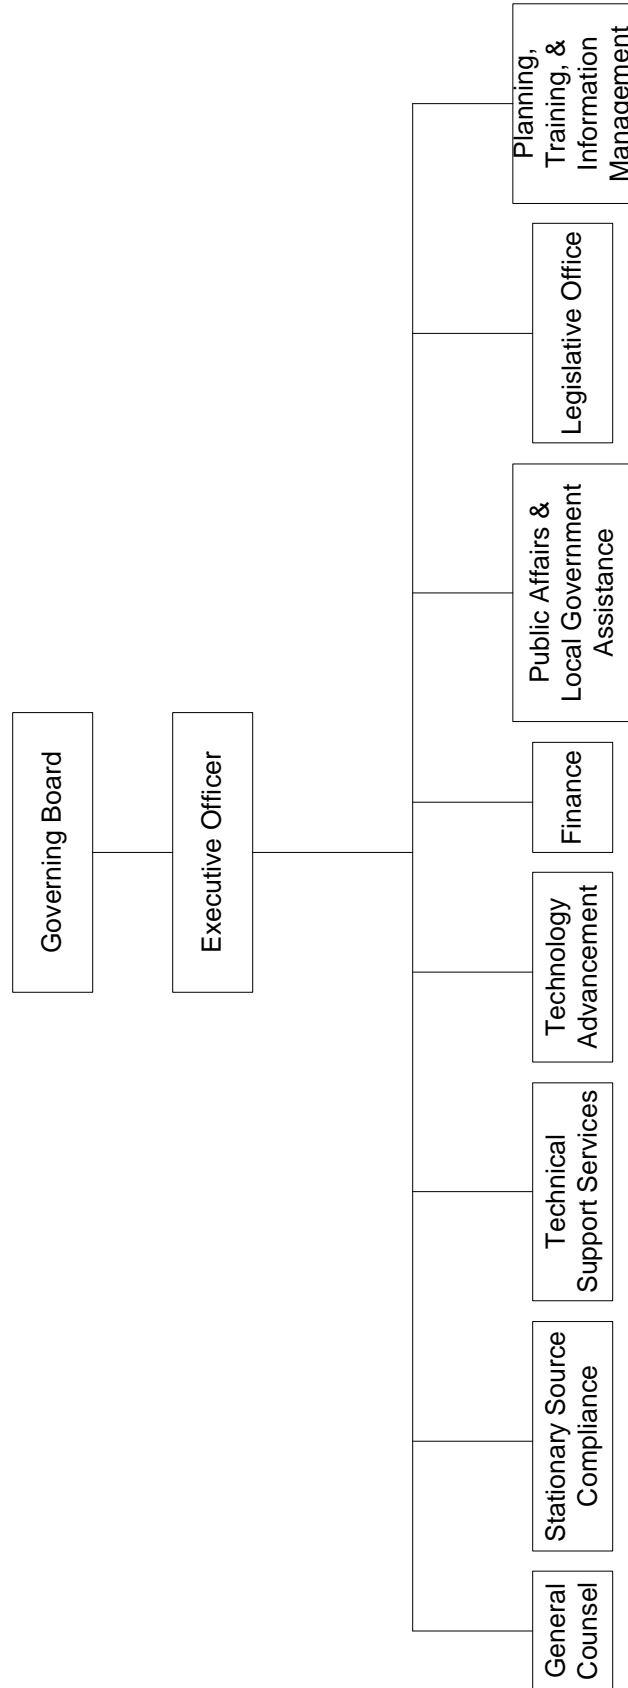 Governing Board
Executive Officer
General
Counsel
Stationary Source
Compliance
Technical
Support Services
Technology
Advancement
Finance
Public Affairs &
Local Government
Assistance
Legislative Office
Planning,
Training, &
Information
Management